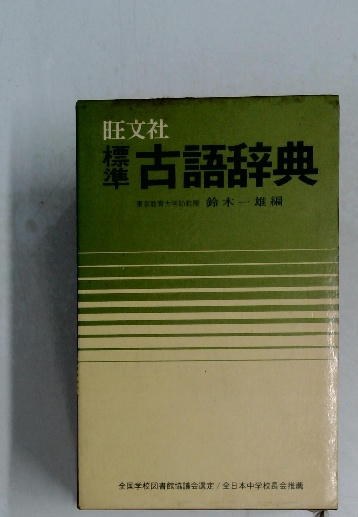 旺文社
標準 古語辞典
東京教育大学助教授 鈴木一雄編
全国学校図書館協議会選定/全日本中学校長会推薦